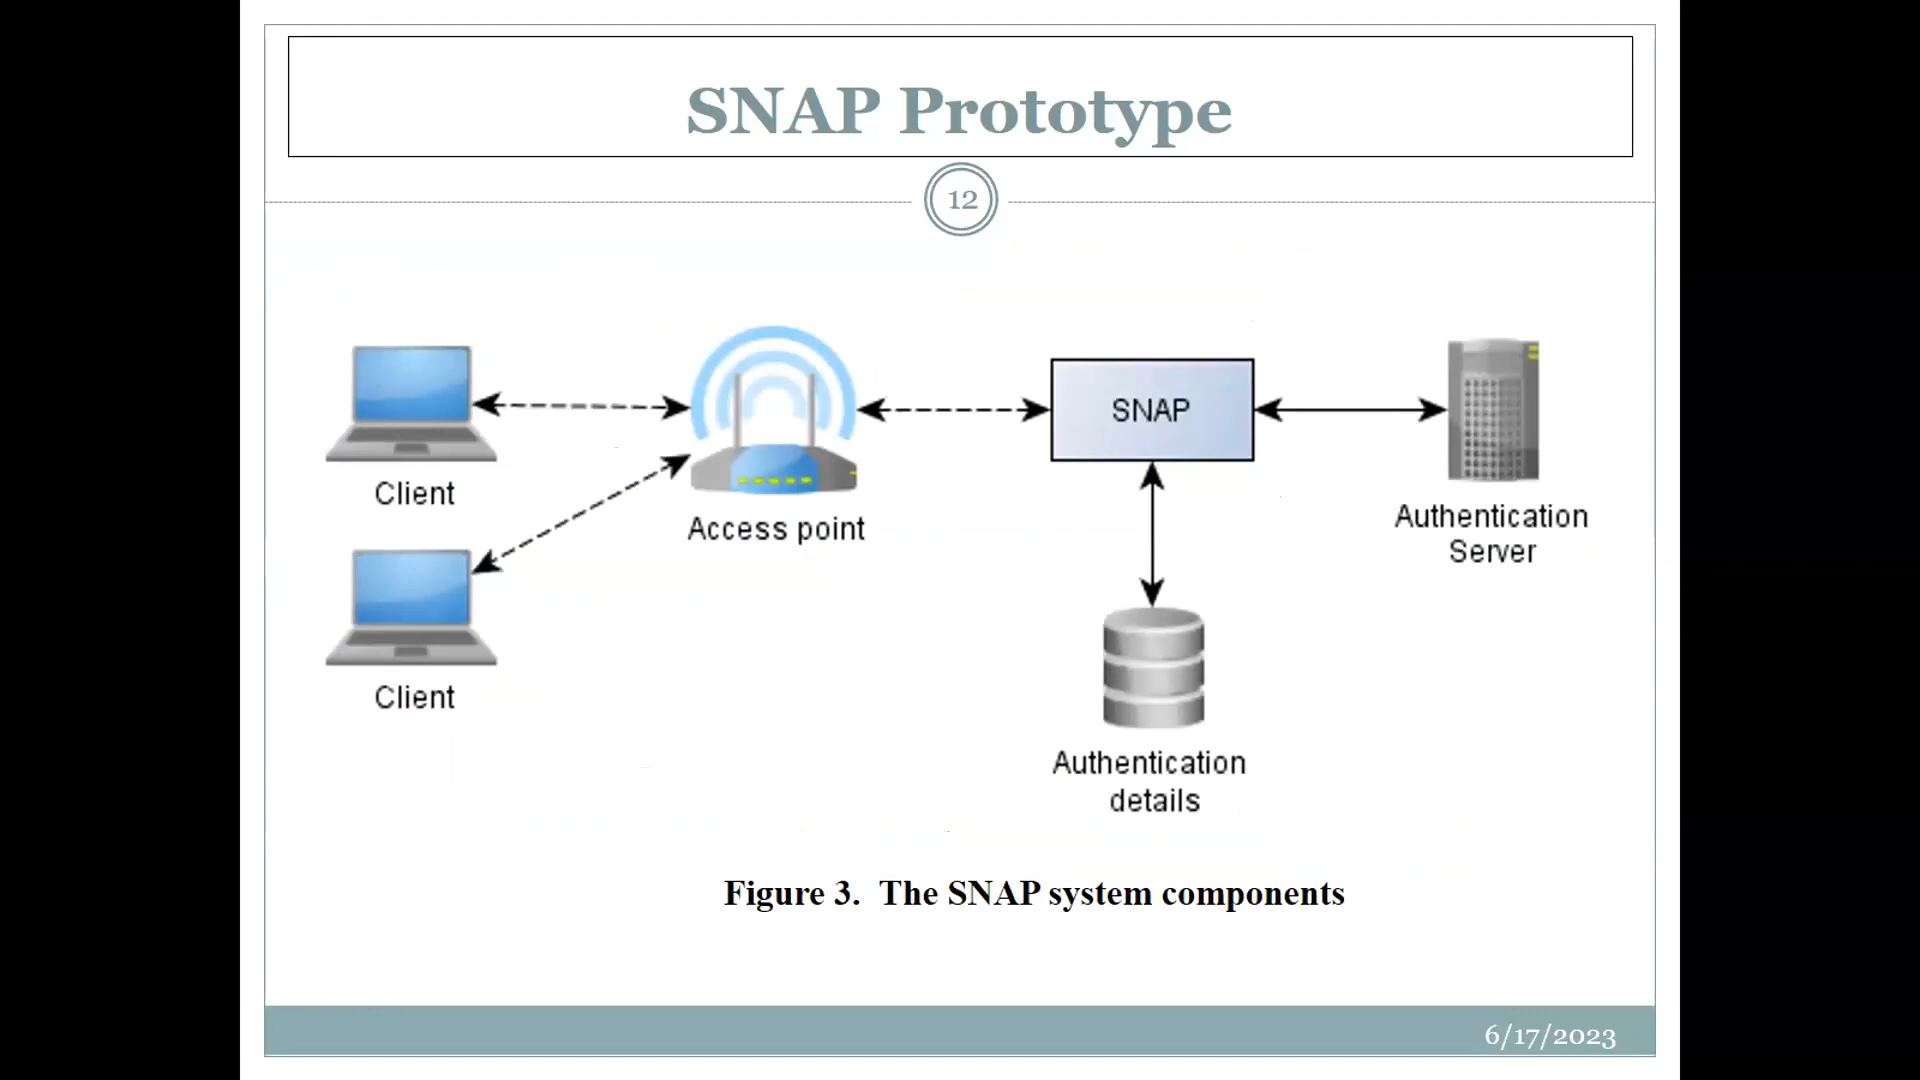 SNAP Prototype
12
SNAP
Client
Access point
Authentication
Server
Client
Authentication
details
Figure 3. The SNAP system components
6/17/2023